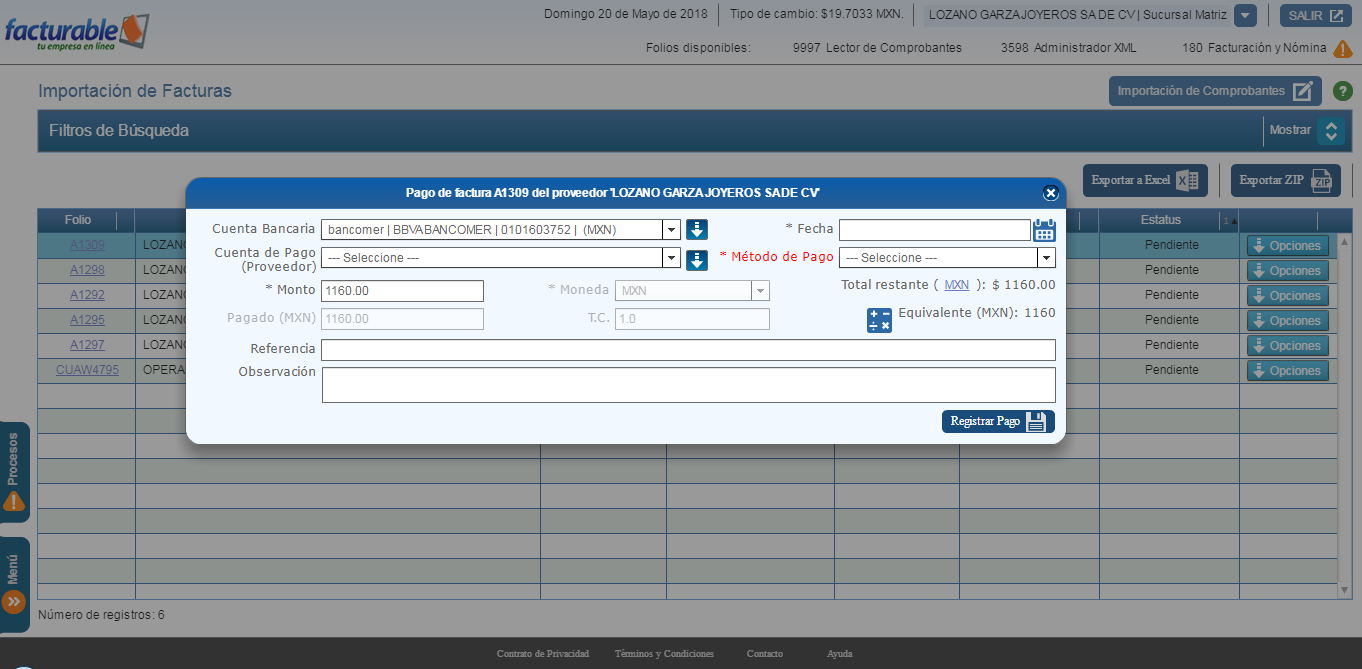 facturable
tu empresa en línea
Domingo 20 de Mayo de 2018
Tipo de cambio: $19.7033 MXN.
LOZANO GARZA JOYEROS SA DE CV | Sucursal Matriz
SALIR
Folios disponibles:
9997 Lector de Comprobantes
3598 Administrador XML
180 Facturación y Nómina
Importación de Facturas
Importación de Comprobantes
?
Filtros de Búsqueda
Mostrar
Exportar a Excel
Exportar ZIP
ZIP
Pago de factura A1309 del proveedor 'LOZANO GARZA JOYEROS SA DE CV'
Cuenta Bancaria
bancomer | BBVABANCOMER | 0101603752 | (MXN)
* Fecha
Cuenta de Pago
(Proveedor)
--- Seleccione ---
* Método de Pago
--- Seleccione ---
* Monto
1160.00
* Moneda
MXN
Total restante ( MXN ): $ 1160.00
Pagado (MXN)
1160.00
T.C.
1.0
Equivalente (MXN): 1160
Referencia
Observación
Registrar Pago
Folio
Estatus
1
A1309
LOZAN
Pendiente
Opciones
A1298
LOZAN
Pendiente
Opciones
A1292
LOZAN
Pendiente
Opciones
A1295
LOZAN
Pendiente
Opciones
A1297
LOZAN
Pendiente
Opciones
CUAW4795
OPERA
Pendiente
Opciones
Procesos
Menú
Número de registros: 6
Contrato de Privacidad
Términos y Condiciones
Contacto
Ayuda